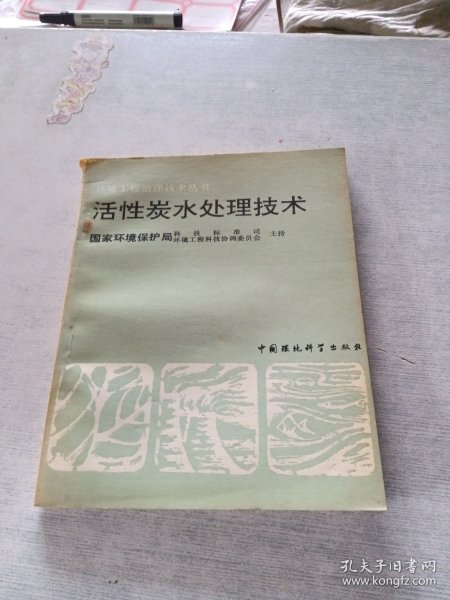 环境工程治理技术丛书
活性炭水处理技术
国家环境保护局 科技标准司 主持
环境工程科技协调委员会
中国环境科学出版社
孔夫子旧书网
www.kongfz.com